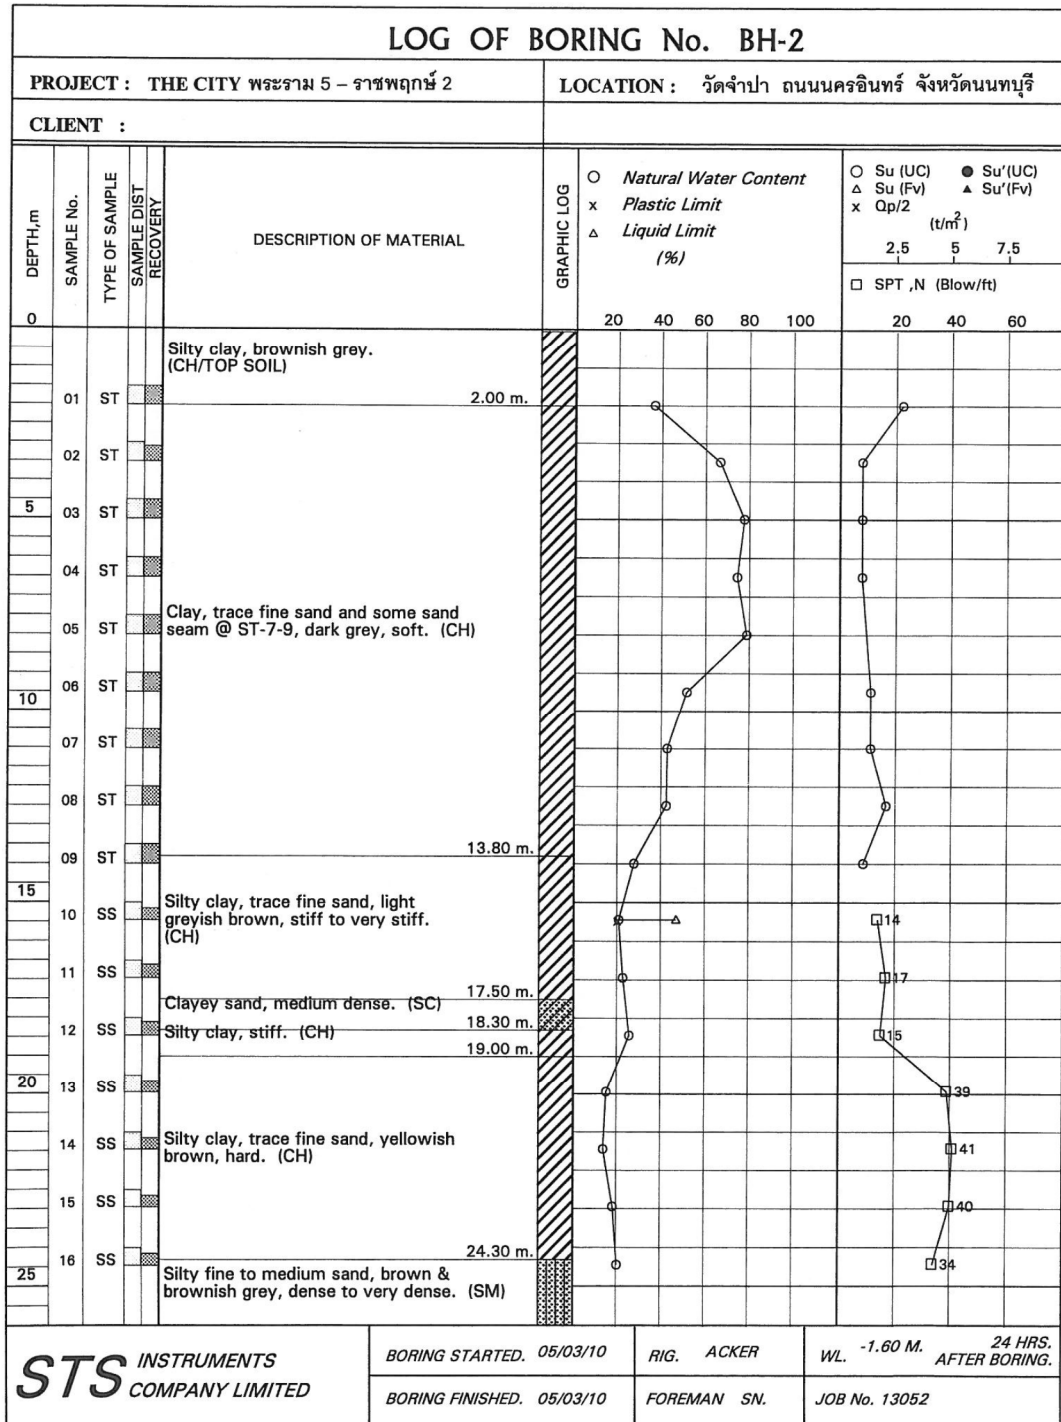 LOG OF BORING No. BH-2
PROJECT : THE CITY พระราม 5 – ราชพฤกษ์ 2
LOCATION : วัดจำปา ถนนนครอินทร์ จังหวัดนนทบุรี
CLIENT :
DEPTH,m
SAMPLE No.
TYPE OF SAMPLE
SAMPLE DIST
RECOVERY
DESCRIPTION OF MATERIAL
GRAPHIC LOG
Natural Water Content
x Plastic Limit
Liquid Limit
(%)
Su (UC) Su'(UC)
Su (Fv) Su'(Fv)
x Qp/2
(t/m²)
2.5 5 7.5
SPT ,N (Blow/ft)
0
20 40 60 80 100
20 40 60
Silty clay, brownish grey.
(CH/TOP SOIL)
01 ST
2.00 m.
02 ST
5
03 ST
04 ST
Clay, trace fine sand and some sand
seam @ ST-7-9, dark grey, soft. (CH)
05 ST
06 ST
10
07 ST
08 ST
13.80 m.
09 ST
15
Silty clay, trace fine sand, light
greyish brown, stiff to very stiff.
(CH)
10 SS
14
11 SS
17
17.50 m.
Clayey sand, medium dense. (SC)
18.30 m.
12 SS
Silty clay, stiff. (CH)
15
19.00 m.
20
13 SS
39
Silty clay, trace fine sand, yellowish
brown, hard. (CH)
14 SS
41
15 SS
40
24.30 m.
16 SS
34
25
Silty fine to medium sand, brown &
brownish grey, dense to very dense. (SM)
STS INSTRUMENTS
COMPANY LIMITED
BORING STARTED. 05/03/10
RIG. ACKER
WL. -1.60 M. 24 HRS.
AFTER BORING.
BORING FINISHED. 05/03/10
FOREMAN SN.
JOB No. 13052